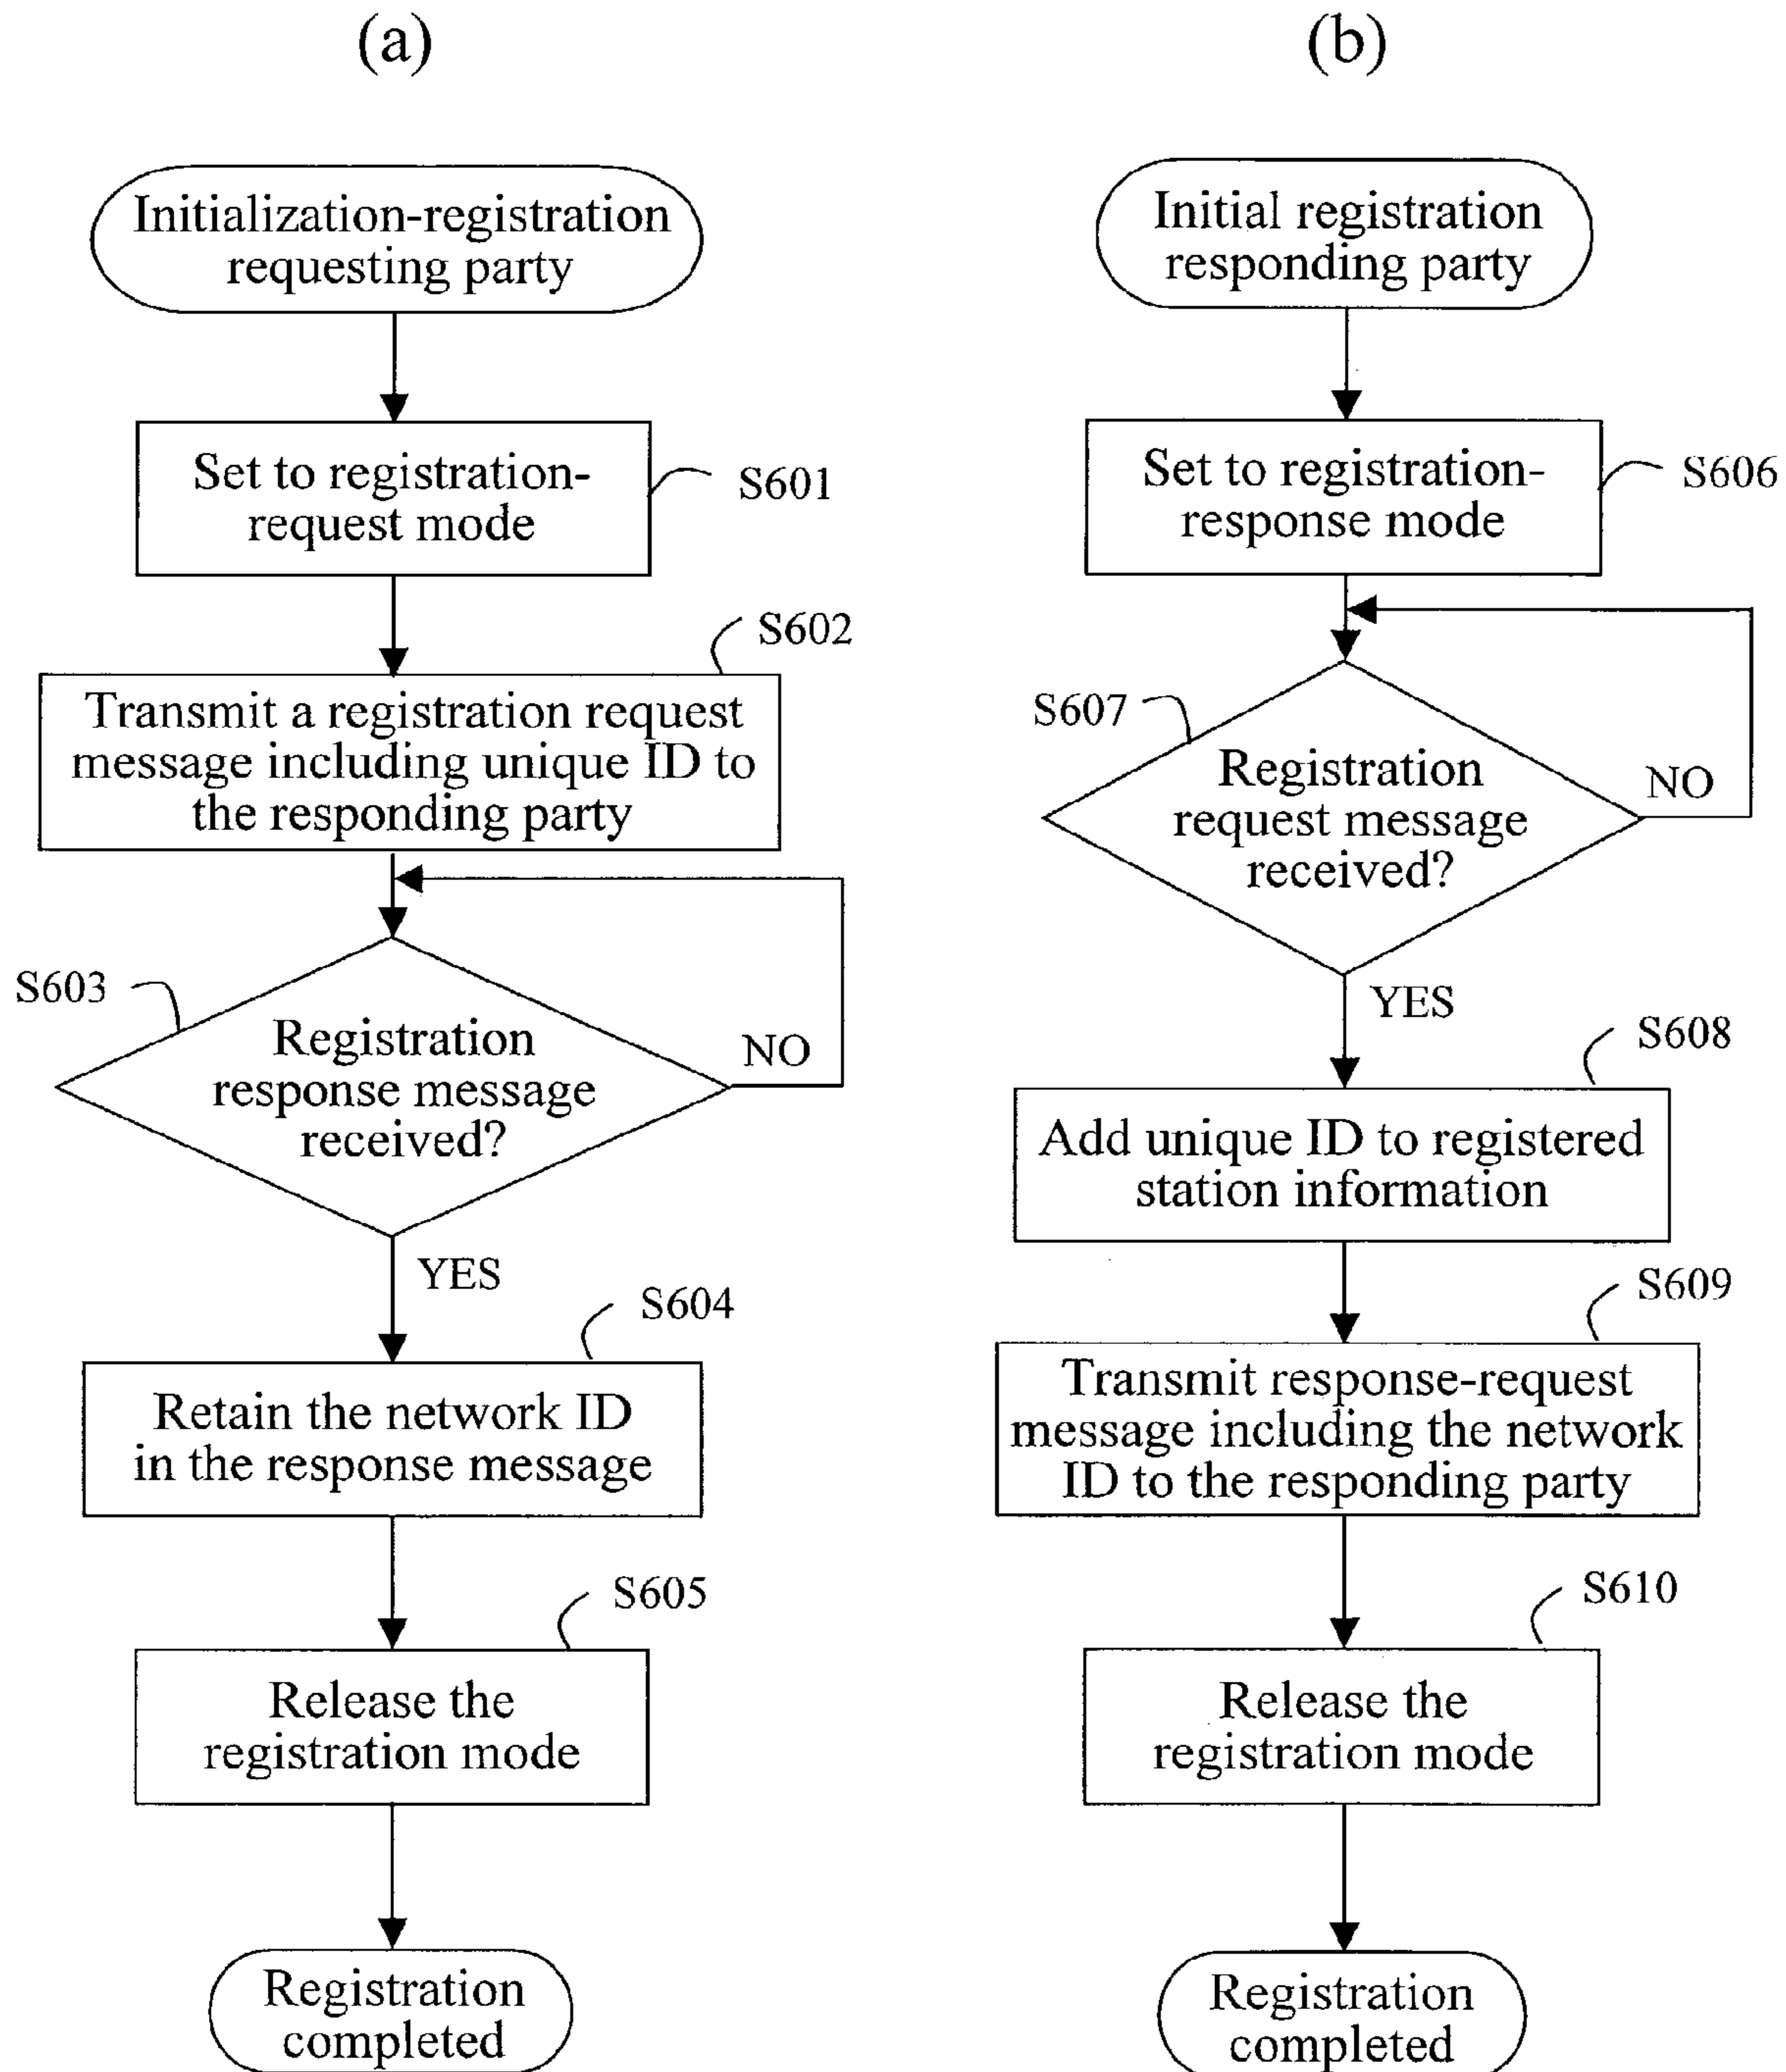 (a)
Initialization-registration
requesting party
Set to registration-
request mode
S601
S602
Transmit a registration request
message including unique ID to
the responding party
S603
Registration
response message
received?
NO
YES
S604
Retain the network ID
in the response message
S605
Release the
registration mode
Registration
completed
(b)
Initial registration
responding party
Set to registration-
response mode
S606
S607
Registration
request message
received?
NO
YES
S608
Add unique ID to registered
station information
S609
Transmit response-request
message including the network
ID to the responding party
S610
Release the
registration mode
Registration
completed